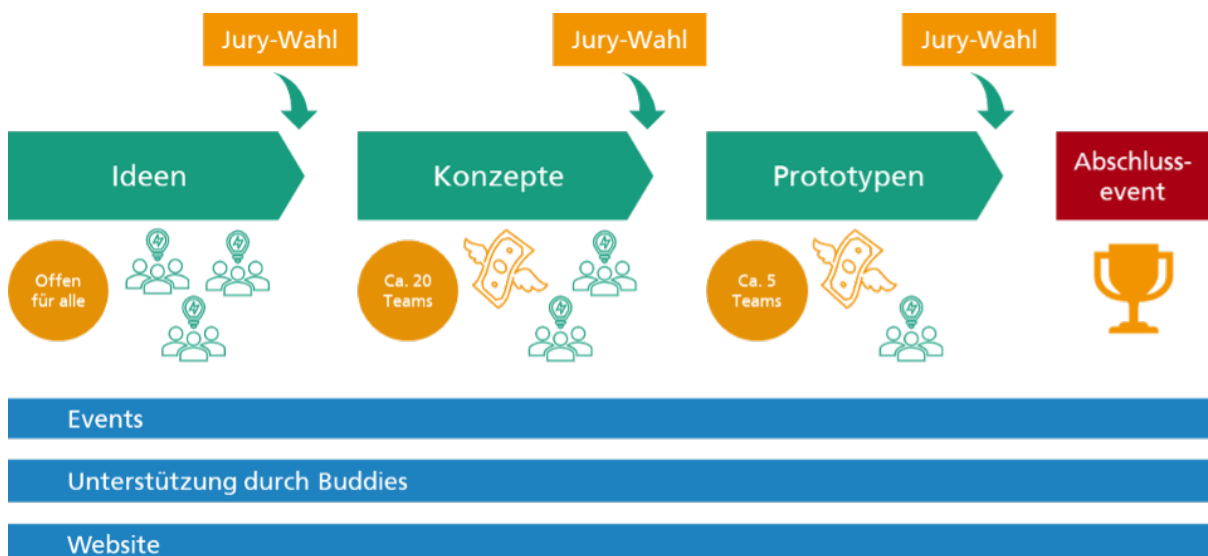 Jury-Wahl
Jury-Wahl
Jury-Wahl
Ideen
Konzepte
Prototypen
Abschluss-
event
Offen
für alle
Ca. 20
Teams
Ca. 5
Teams
Events
Unterstützung durch Buddies
Website